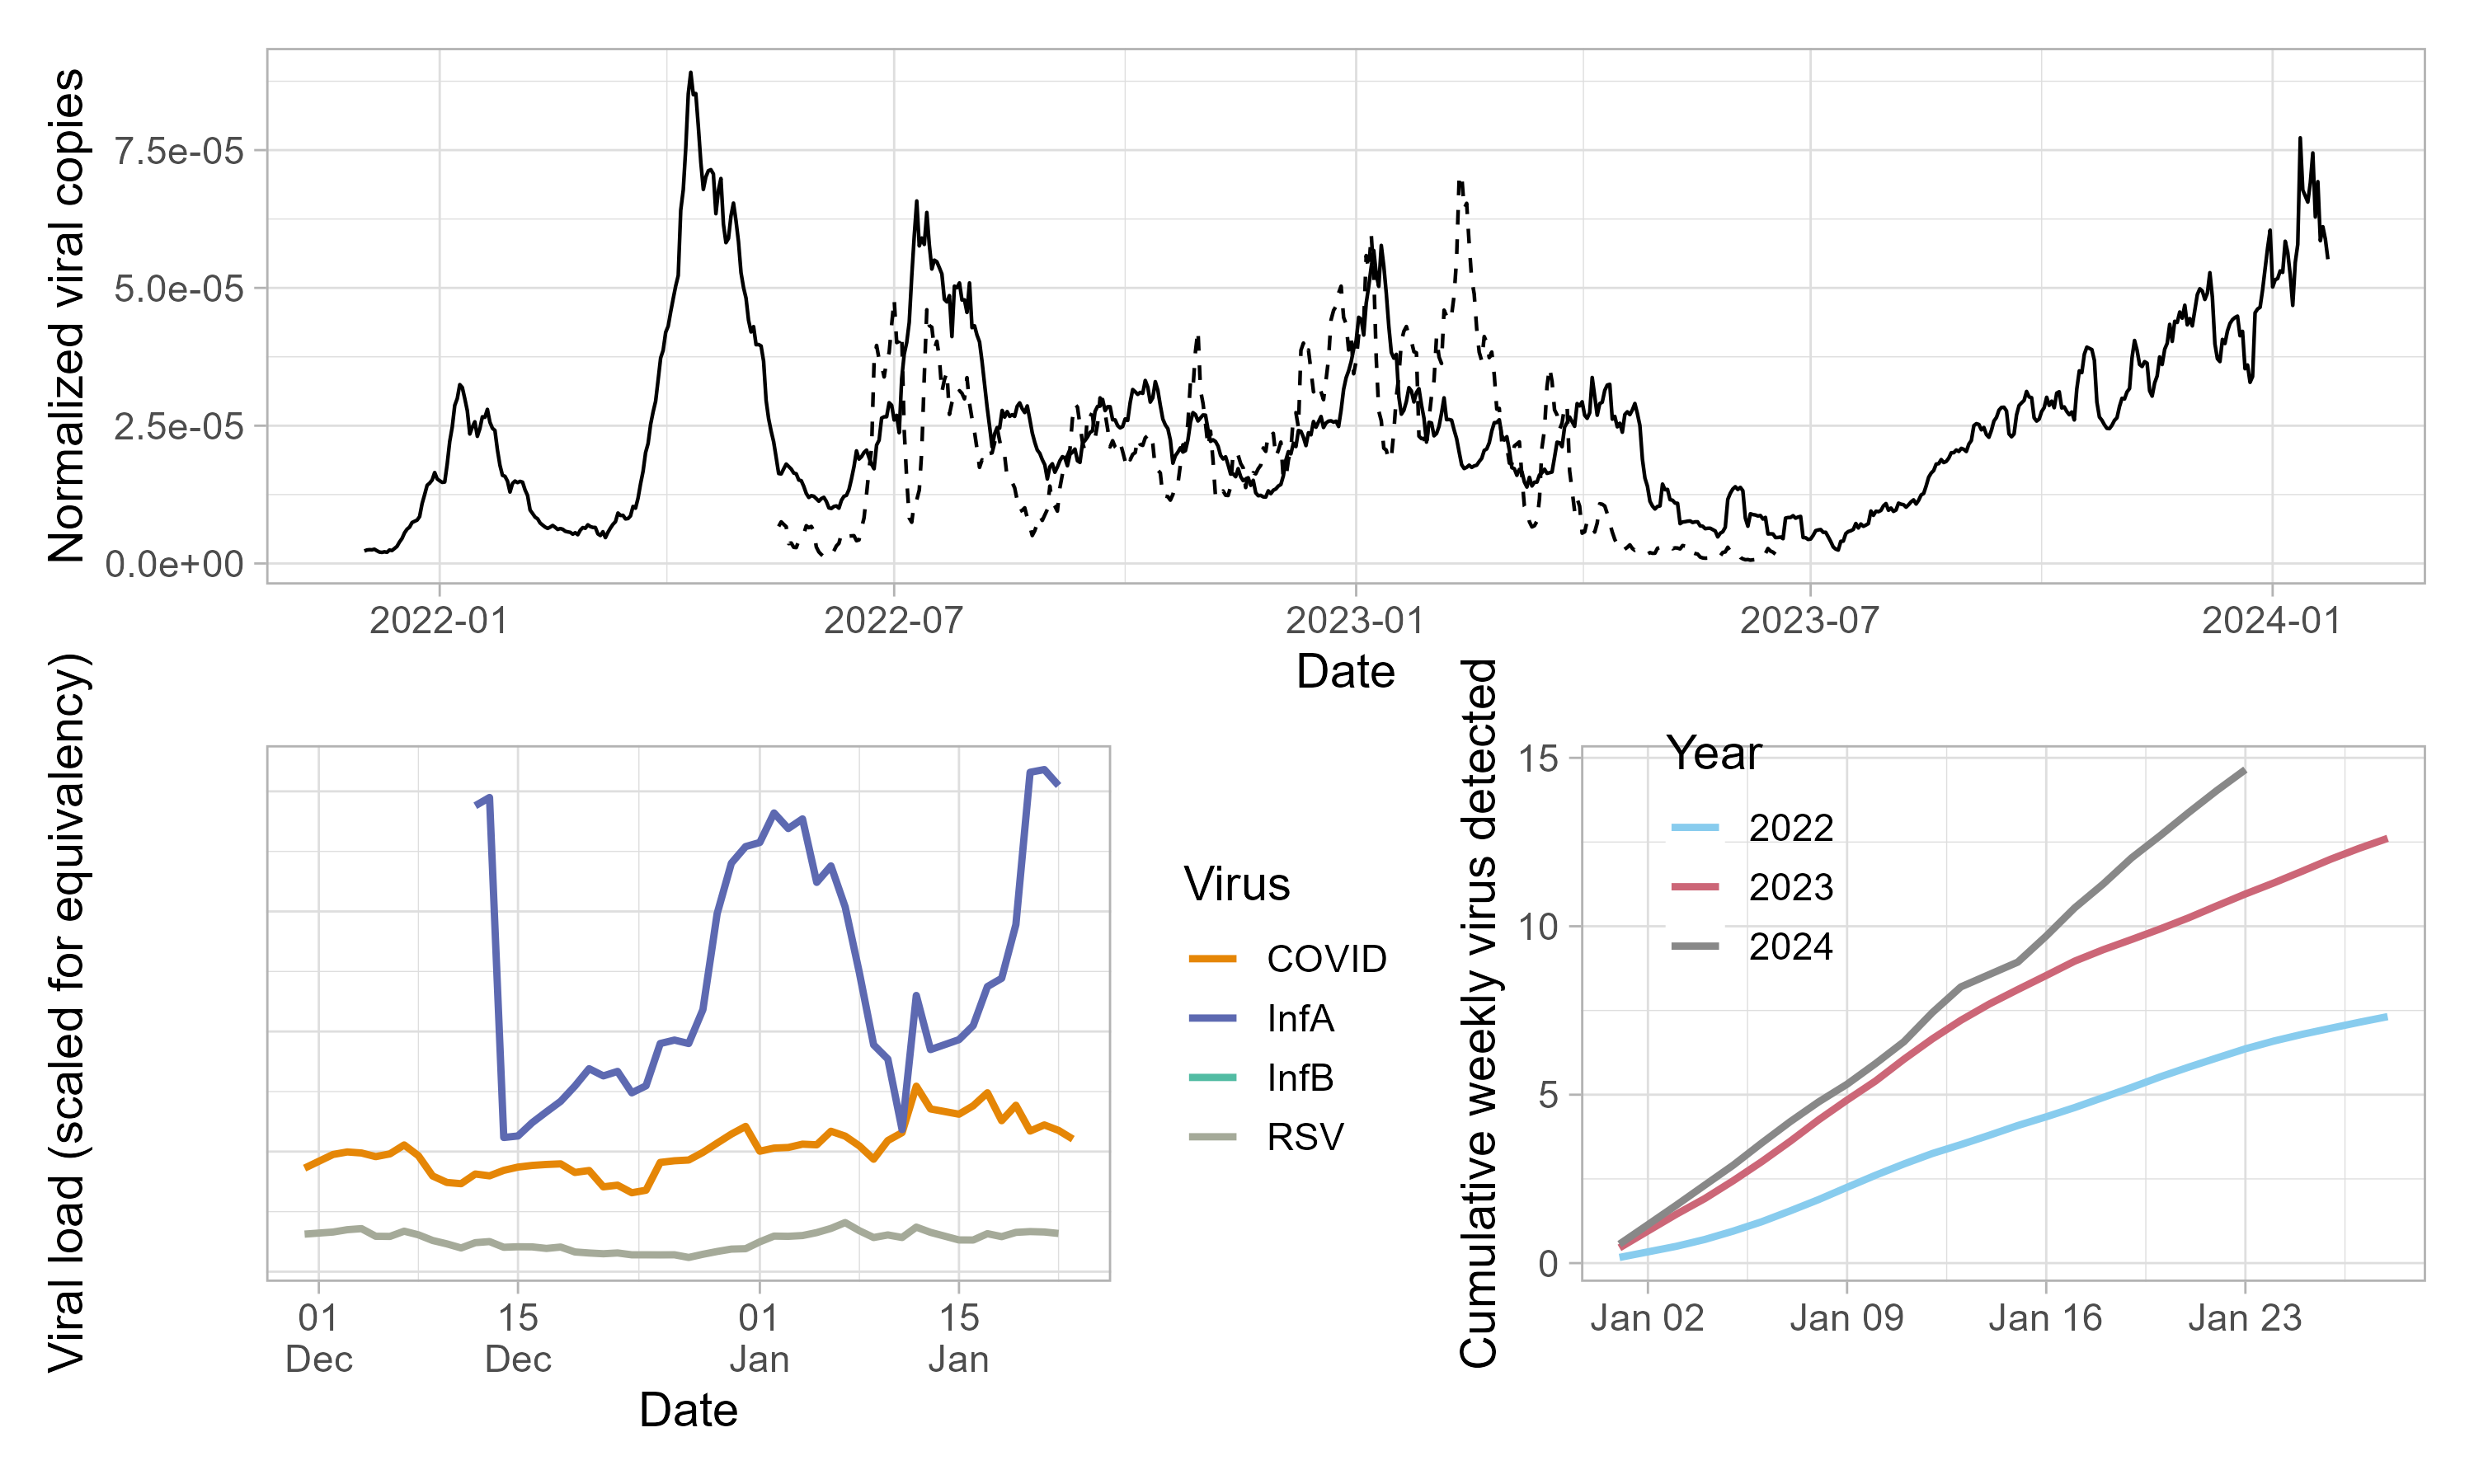 Normalized viral copies
7.5e-05
5.0e-05
2.5e-05
0.0e+00
2022-01
2022-07
2023-01
2023-07
2024-01
Date
Viral load (scaled for equivalency)
01
Dec
15
Dec
01
Jan
15
Jan
Date
Virus
COVID
InfA
InfB
RSV
Cumulative weekly virus detected
15
10
5
0
Year
2022
2023
2024
Jan 02
Jan 09
Jan 16
Jan 23